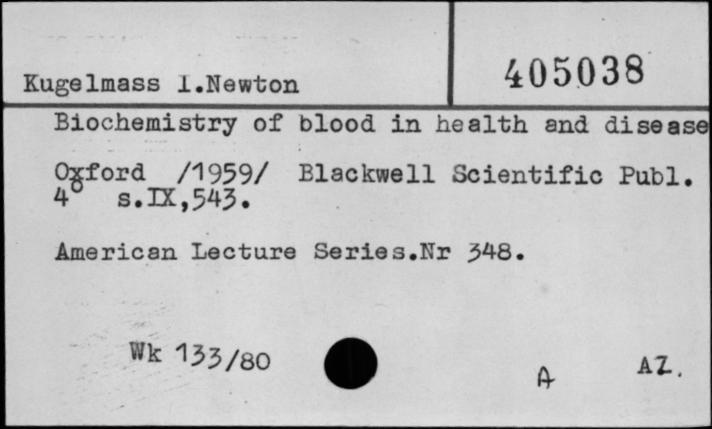 405038
Kugelmass I.Newton
Biochemistry of blood in health and disease
Oxford /1959/ Blackwell Scientific Publ.
4° s.IX,543.
American Lecture Series.Nr 348.
Wk 133/80
A
AZ.